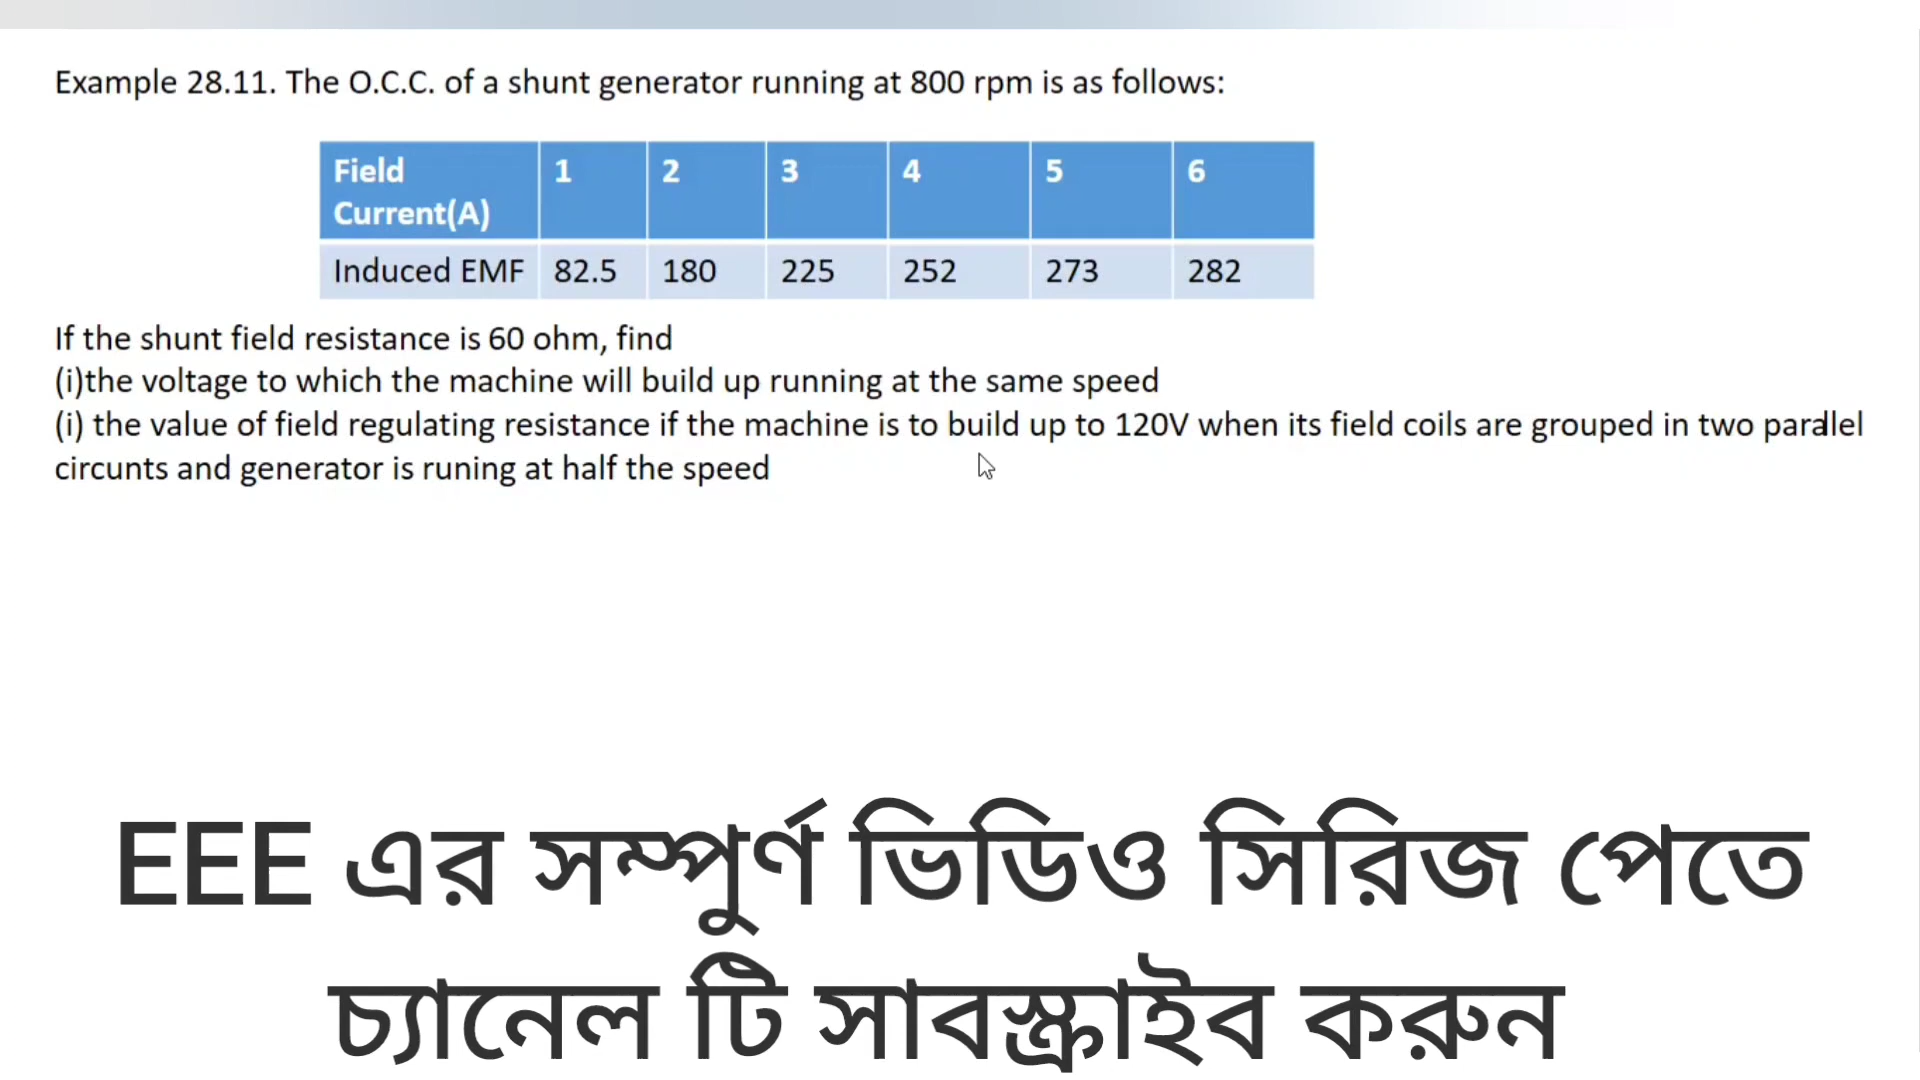 Example 28.11. The O.C.C. of a shunt generator running at 800 rpm is as follows:
Field Current(A) 1 2 3 4 5 6
Induced EMF 82.5 180 225 252 273 282
If the shunt field resistance is 60 ohm, find
(i)the voltage to which the machine will build up running at the same speed
(i) the value of field regulating resistance if the machine is to build up to 120V when its field coils are grouped in two paralel
circunts and generator is runing at half the speed
EEE এর সম্পুর্ণ ভিডিও সিরিজ পেতে
চ্যানেল টি সাবস্ক্রাইব করুন